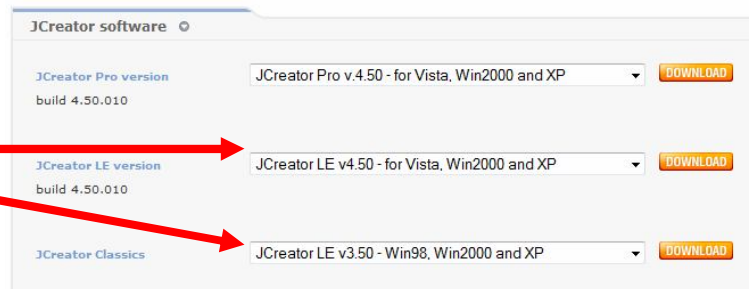 JCreator software
JCreator Pro version JCreator Pro v.4.50 - for Vista, Win2000 and XP DOWNLOAD
build 4.50.010
JCreator LE version JCreator LE v4.50 - for Vista, Win2000 and XP DOWNLOAD
build 4.50.010
JCreator Classics JCreator LE v3.50 - Win98, Win2000 and XP DOWNLOAD